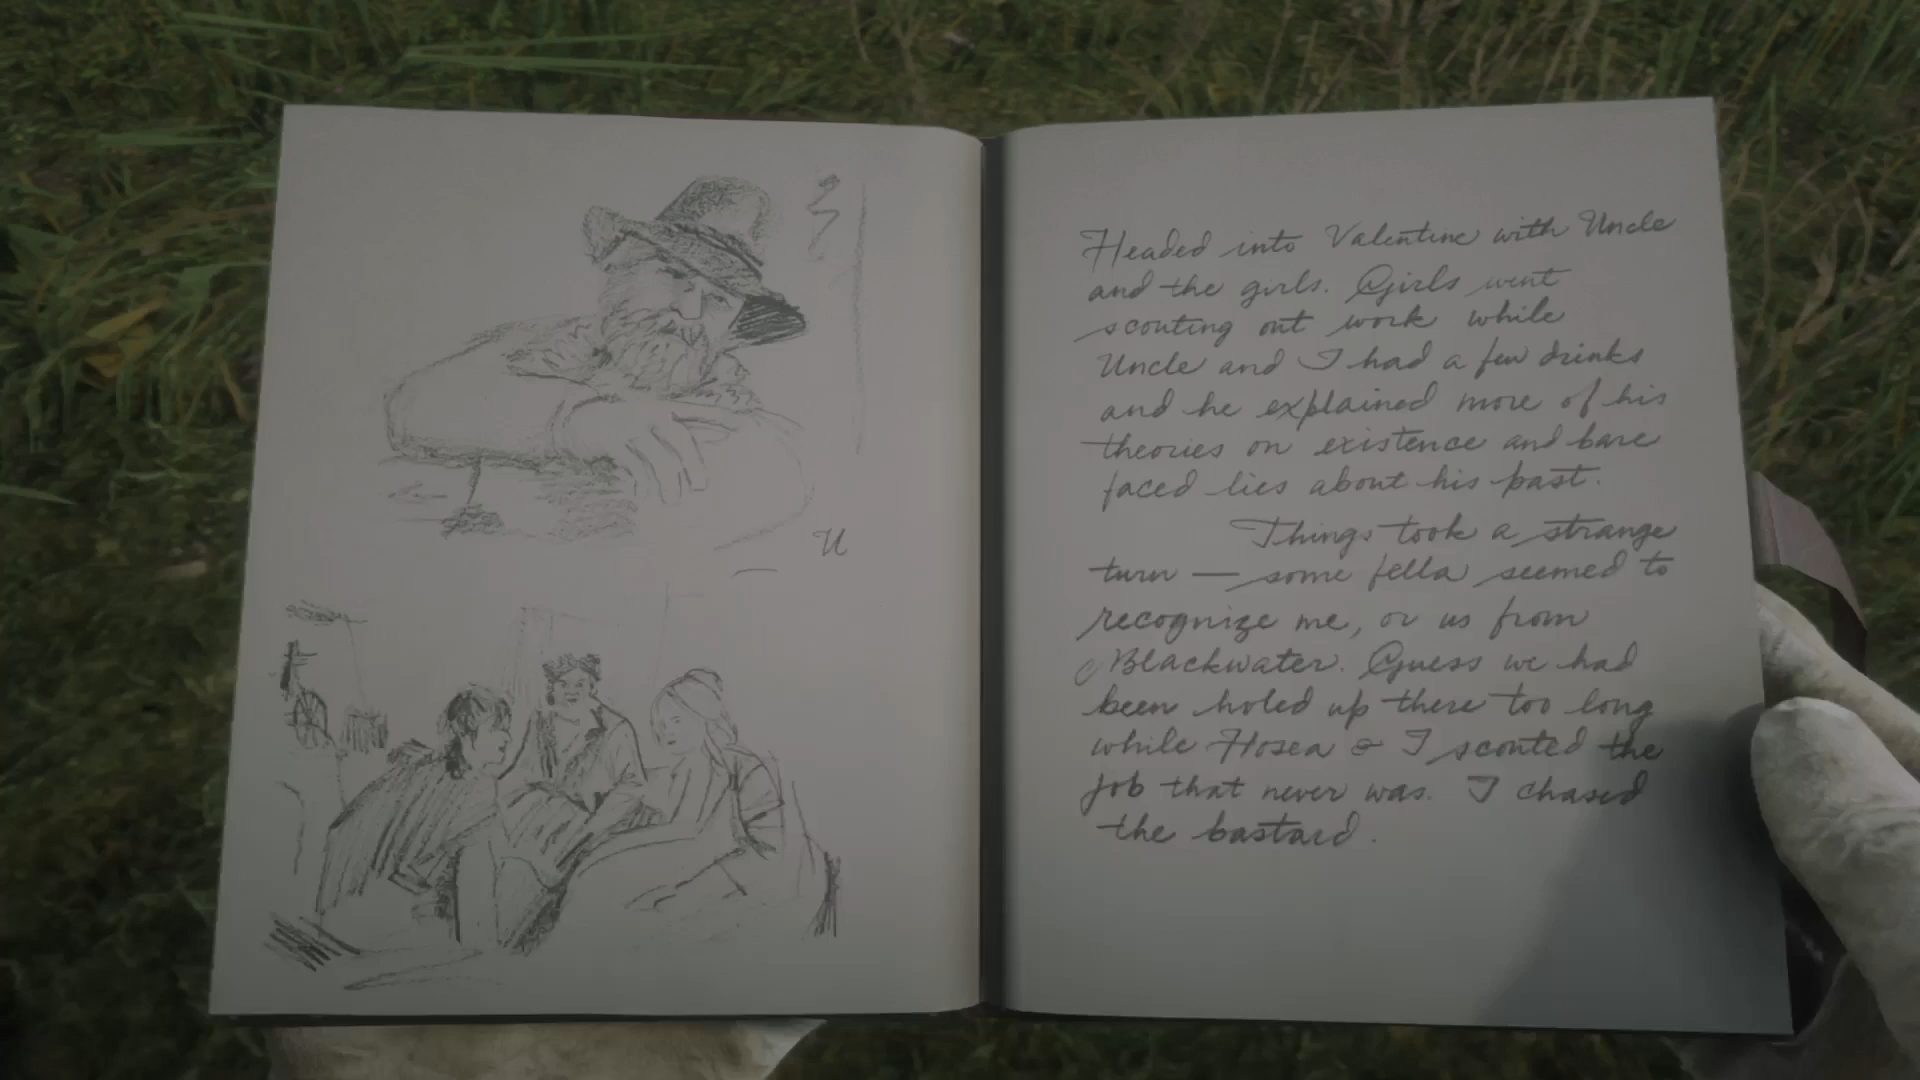 U
Headed into Valentine with Uncle
and the girls. Girls went
scouting out work while
Uncle and I had a few drinks
and he explained more of his
theories on existence and bare
faced lies about his past.
Things took a strange
turn — some fella seemed to
recognize me, or us from
Blackwater. Guess we had
been holed up there too long
while Hosea & I scouted the
job that never was. I chased
the bastard.